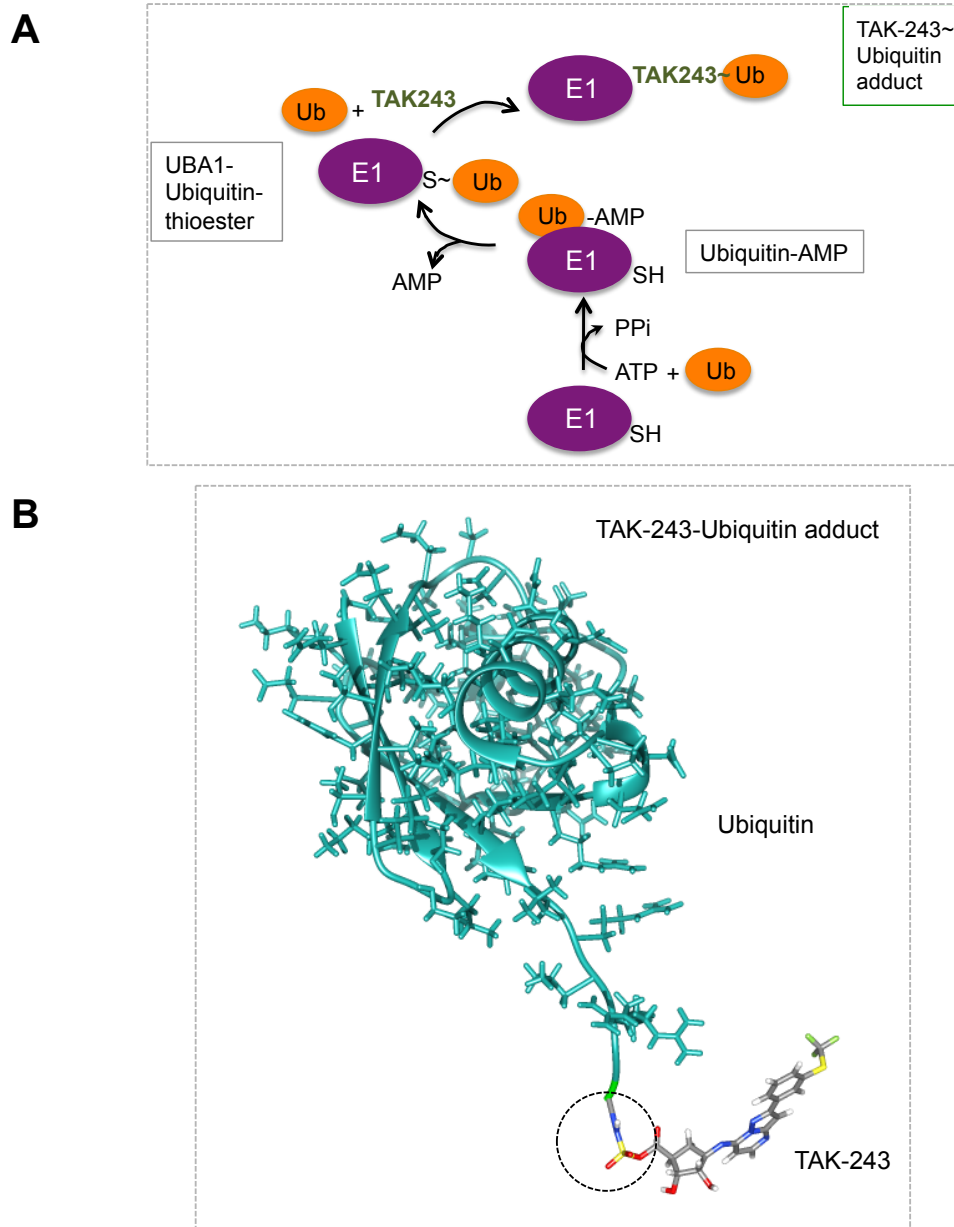 A
TAK-243~
Ubiquitin
adduct
E1
TAK243~
Ub
Ub
+
TAK243
UBA1-
Ubiquitin-
thioester
E1
S~
Ub
Ub
-AMP
E1
SH
Ubiquitin-AMP
AMP
PPi
ATP +
Ub
E1
SH
B
TAK-243-Ubiquitin adduct
Ubiquitin
TAK-243